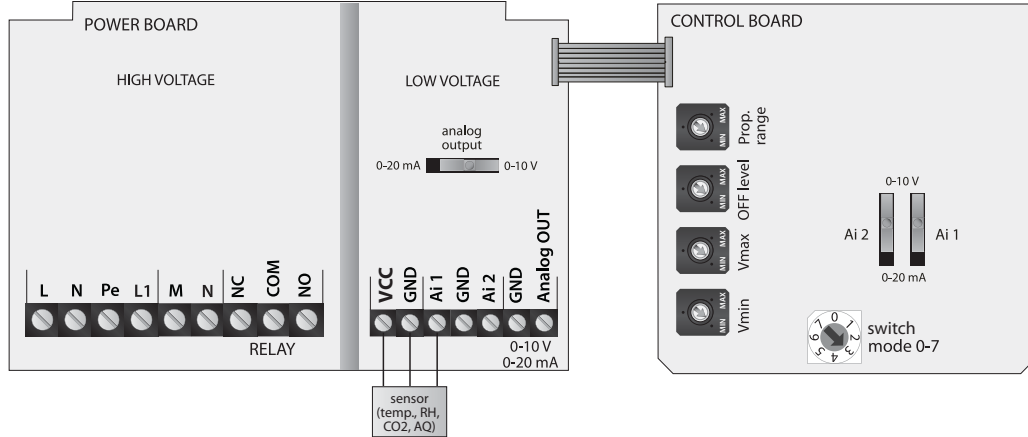 POWER BOARD
HIGH VOLTAGE
LOW VOLTAGE
analog
output
0-20 mA
0-10 V
L N Pe L1 M N NC COM NO
RELAY
VCC GND Ai 1 GND Ai 2 GND Analog OUT
0-10 V
0-20 mA
sensor
(temp., RH,
CO2, AQ)
CONTROL BOARD
MIN MAX
Prop.
range
MIN MAX
OFF level
MIN MAX
Vmax
MIN MAX
Vmin
0-10 V
Ai 2
Ai 1
0-20 mA
0 1 2 3 4 5 6 7
switch
mode 0-7